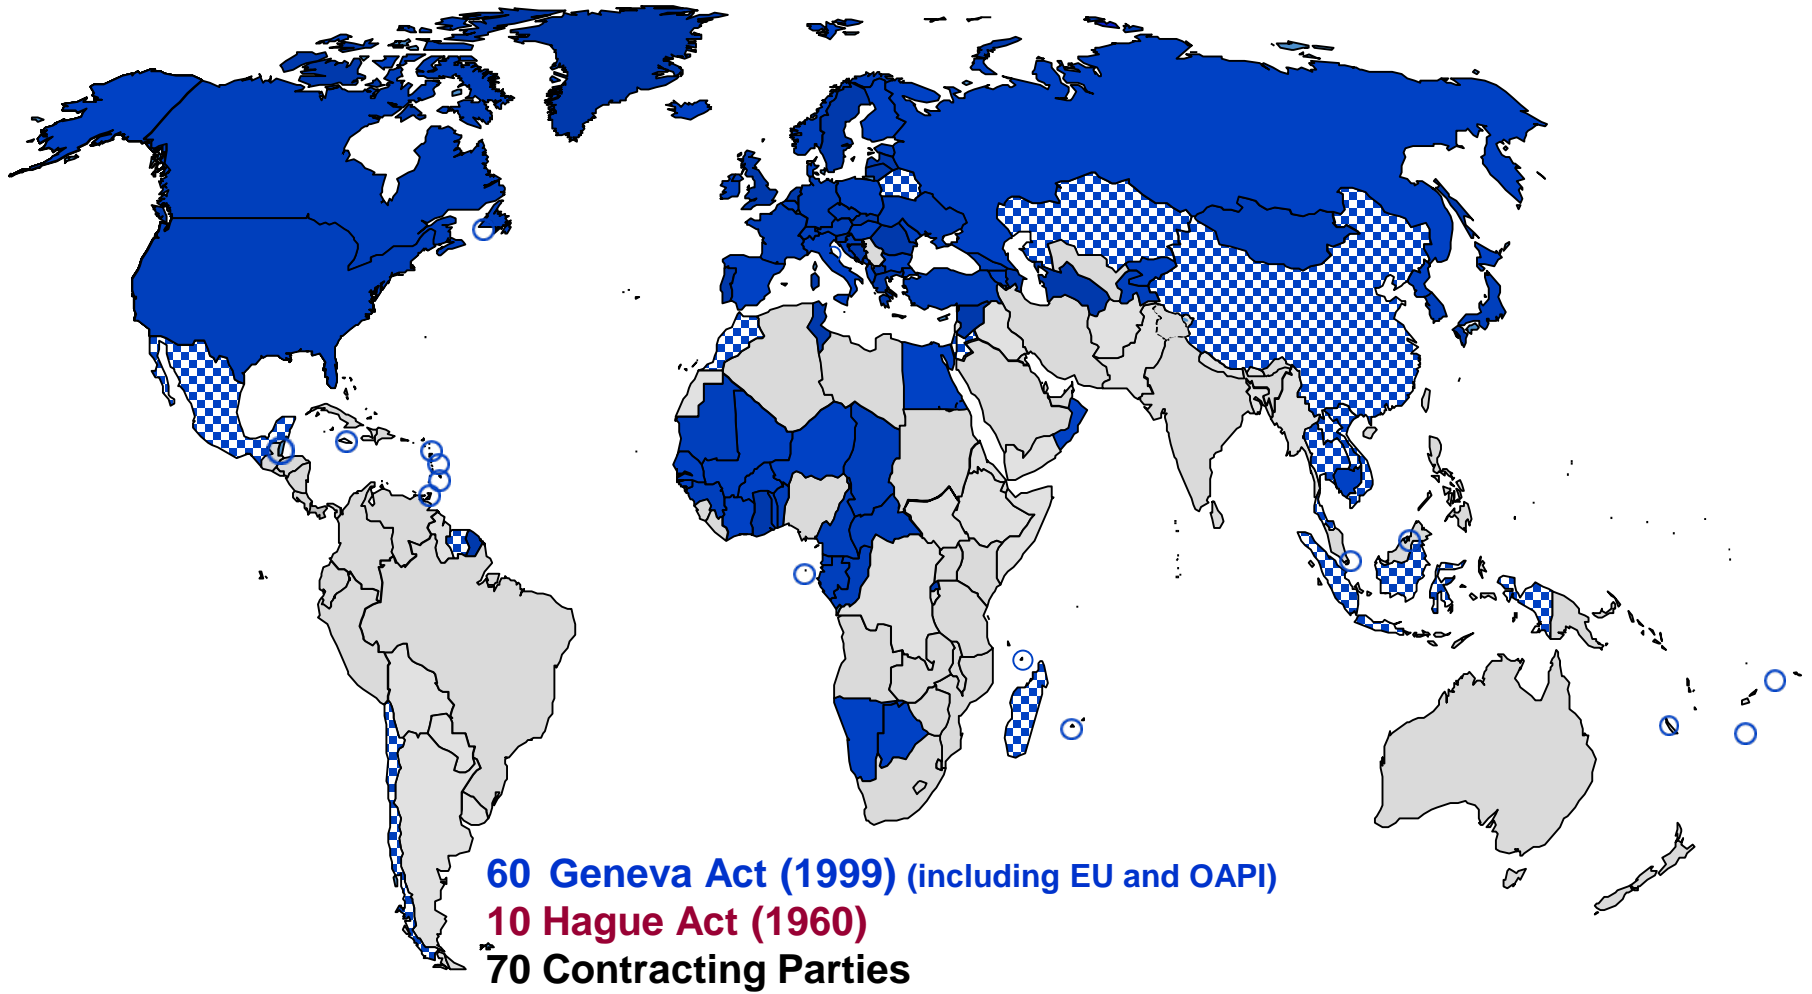 60 Geneva Act (1999) (including EU and OAPI)
10 Hague Act (1960)
70 Contracting Parties